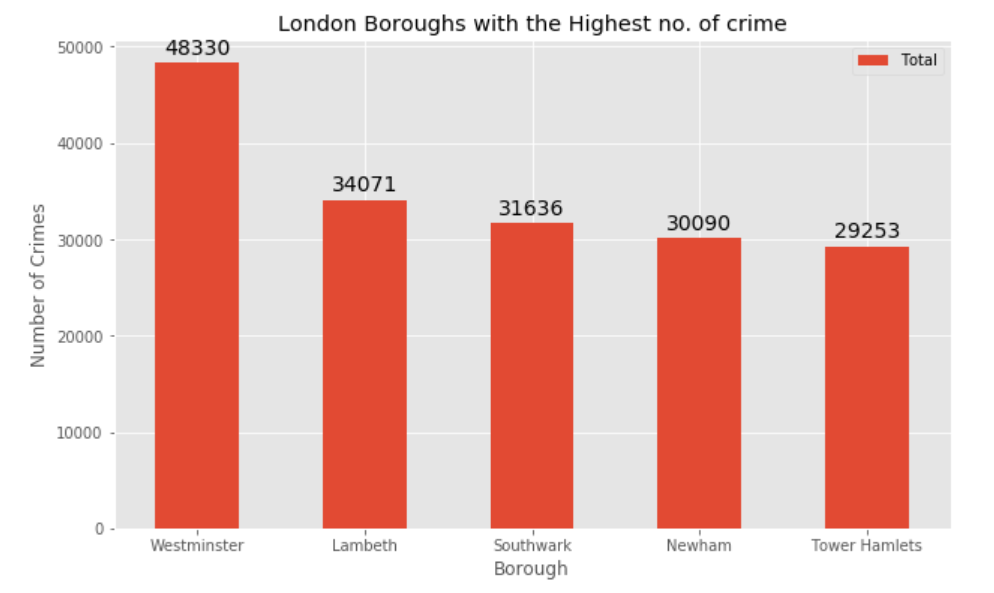 London Boroughs with the Highest no. of crime
Total
Number of Crimes
50000
40000
30000
20000
10000
0
48330
34071
31636
30090
29253
Westminster
Lambeth
Southwark
Newham
Tower Hamlets
Borough